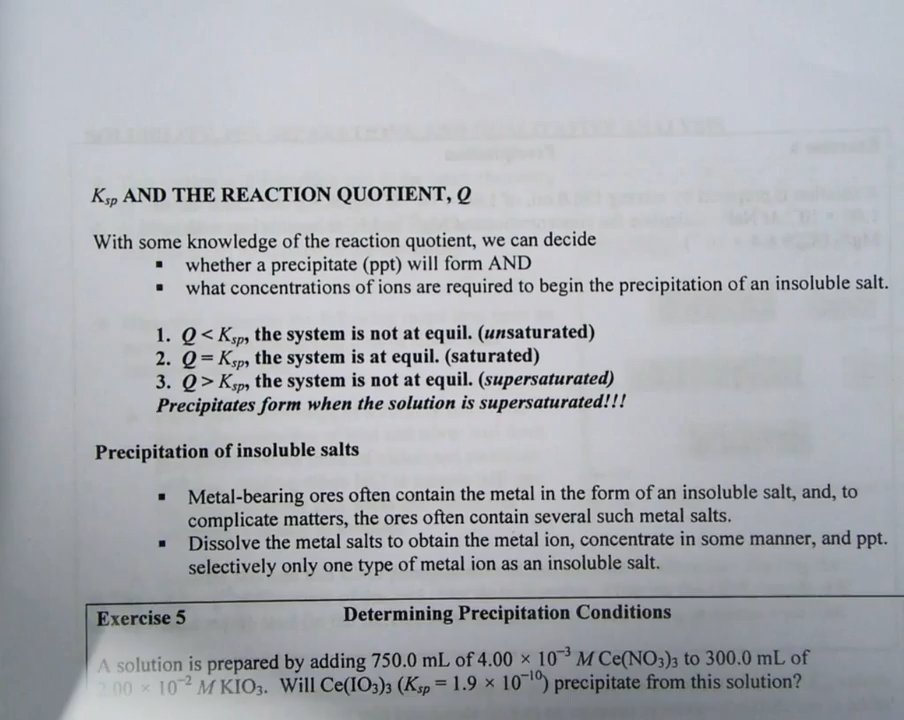 Ksp AND THE REACTION QUOTIENT, Q
With some knowledge of the reaction quotient, we can decide
▪ whether a precipitate (ppt) will form AND
▪ what concentrations of ions are required to begin the precipitation of an insoluble salt.
1. Q < Ksp, the system is not at equil. (unsaturated)
2. Q = Ksp, the system is at equil. (saturated)
3. Q > Ksp, the system is not at equil. (supersaturated)
Precipitates form when the solution is supersaturated!!!
Precipitation of insoluble salts
▪ Metal-bearing ores often contain the metal in the form of an insoluble salt, and, to
complicate matters, the ores often contain several such metal salts.
▪ Dissolve the metal salts to obtain the metal ion, concentrate in some manner, and ppt.
selectively only one type of metal ion as an insoluble salt.
Exercise 5 Determining Precipitation Conditions
A solution is prepared by adding 750.0 mL of 4.00 × 10⁻³ M Ce(NO₃)₃ to 300.0 mL of
2.00 × 10⁻² M KIO₃. Will Ce(IO₃)₃ (Ksp = 1.9 × 10⁻¹⁰) precipitate from this solution?